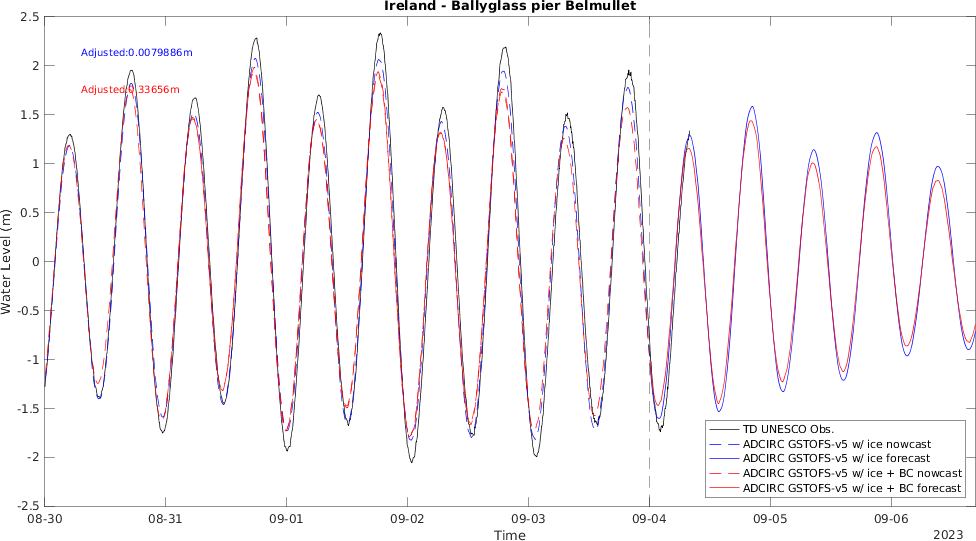 Ireland - Ballyglass pier Belmullet
2.5
2
1.5
1
0.5
0
-0.5
-1
-1.5
-2
-2.5
Water Level (m)
Adjusted:0.0079886m
Adjusted:0.33656m
TD UNESCO Obs.
ADCIRC GSTOFS-v5 w/ ice nowcast
ADCIRC GSTOFS-v5 w/ ice forecast
ADCIRC GSTOFS-v5 w/ ice + BC nowcast
ADCIRC GSTOFS-v5 w/ ice + BC forecast
08-30 08-31 09-01 09-02 09-03 09-04 09-05 09-06
Time
2023